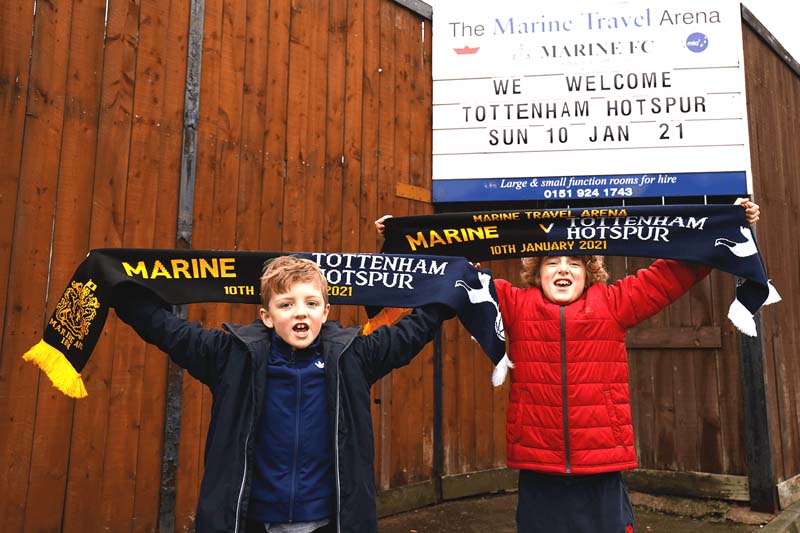 The Marine Travel Arena
MARINE FC
WE WELCOME
TOTTENHAM HOTSPUR
SUN 10 JAN 21
Large & small function rooms for hire
0151 924 1743
MARINE TRAVEL ARENA
MARINE V TOTTENHAM
HOTSPUR
10TH JANUARY 2021
MARINE TOTTENHAM
HOTSPUR
10TH 2021
MARINE